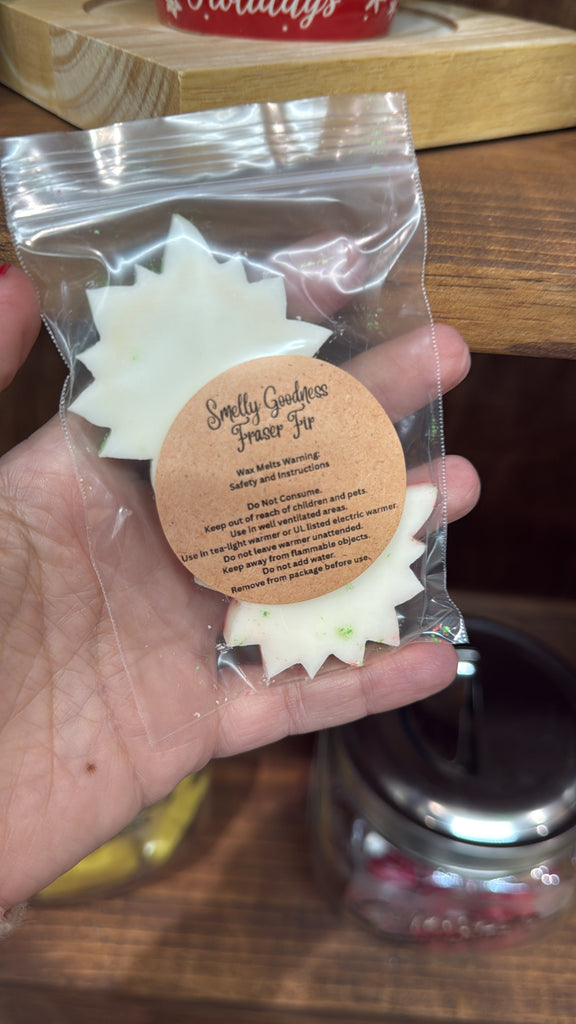 Holidays
Smelly Goodness
Fraser Fir
Wax Melts Warning:
Safety and Instructions
Do Not Consume.
Keep out of reach of children and pets.
Use in well ventilated areas.
Use in tea-light warmer or UL listed electric warmer.
Do not leave warmer unattended.
Keep away from flammable objects.
Do not add water.
Remove from package before use.